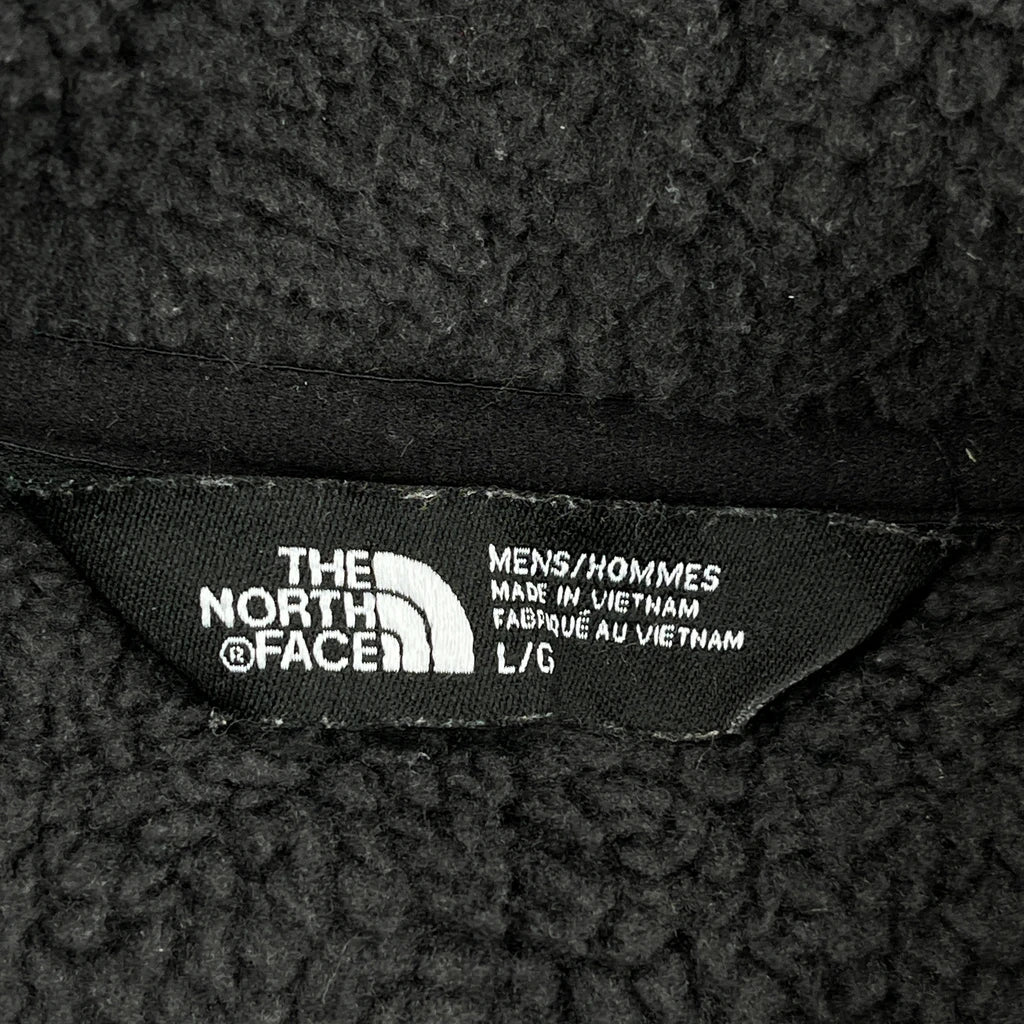 THE
NORTH
®FACE
MENS/HOMMES
MADE IN VIETNAM
FABRIQUÉ AU VIETNAM
L/G